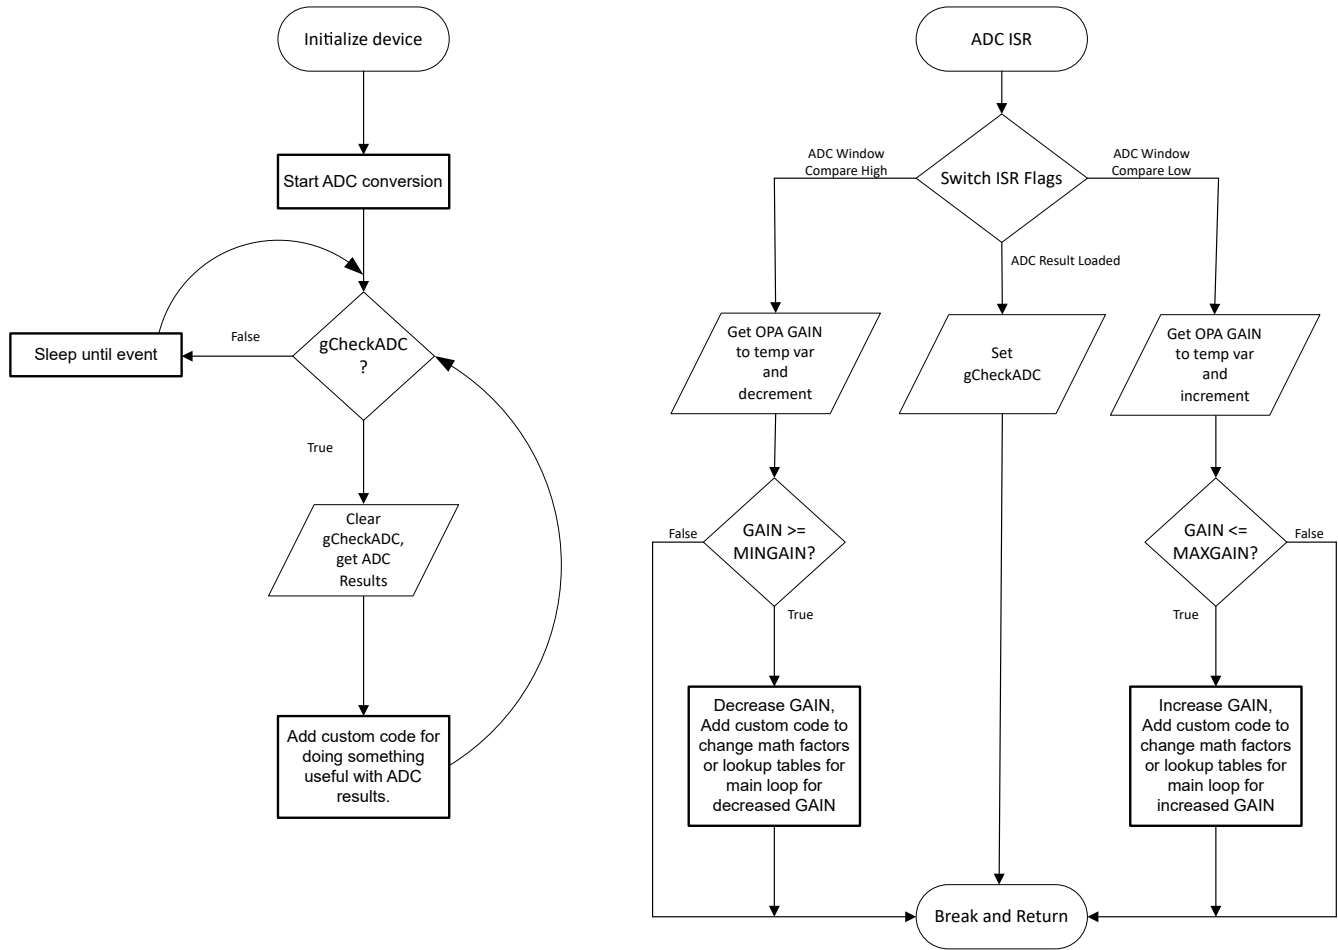 Initialize device
Start ADC conversion
gCheckADC
?
False
Sleep until event
True
Clear
gCheckADC,
get ADC
Results
Add custom code for
doing something
useful with ADC
results.
ADC ISR
Switch ISR Flags
ADC Window
Compare High
ADC Window
Compare Low
ADC Result Loaded
Get OPA GAIN
to temp var
and
decrement
Set
gCheckADC
Get OPA GAIN
to temp var
and
increment
False
GAIN >=
MINGAIN?
True
GAIN <=
MAXGAIN?
False
True
Decrease GAIN,
Add custom code to
change math factors
or lookup tables for
main loop for
decreased GAIN
Increase GAIN,
Add custom code to
change math factors
or lookup tables for
main loop for
increased GAIN
Break and Return